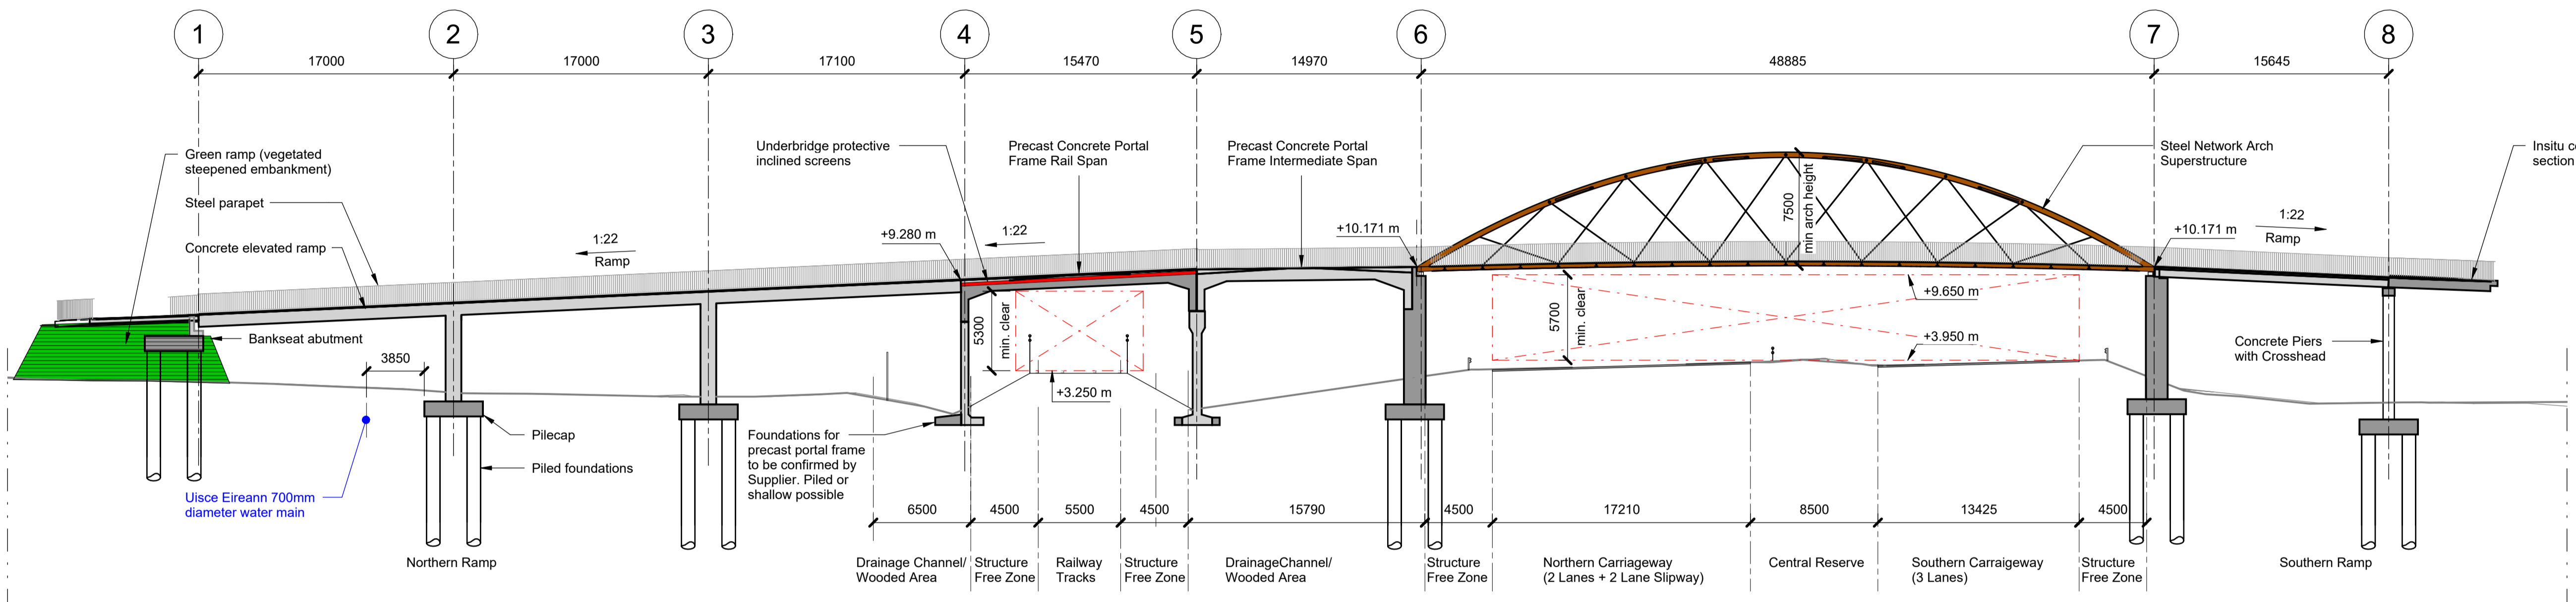 1
2
3
4
5
6
7
8
17000
17000
17100
15470
14970
48885
15645
Green ramp (vegetated
steepened embankment)
Steel parapet
Concrete elevated ramp
Bankseat abutment
3850
Uisce Eireann 700mm
diameter water main
Pilecap
Piled foundations
1:22
Ramp
Underbridge protective
inclined screens
+9.280 m
1:22
Precast Concrete Portal
Frame Rail Span
Precast Concrete Portal
Frame Intermediate Span
5300
min. clear
+3.250 m
Foundations for
precast portal frame
to be confirmed by
Supplier. Piled or
shallow possible
+10.171 m
7500
min arch height
5700
min. clear
+9.650 m
+3.950 m
Steel Network Arch
Superstructure
+10.171 m
1:22
Ramp
Insitu co
section
Concrete Piers
with Crosshead
6500
4500
5500
4500
15790
4500
17210
8500
13425
4500
Northern Ramp
Drainage Channel/
Wooded Area
Structure
Free Zone
Railway
Tracks
Structure
Free Zone
DrainageChannel/
Wooded Area
Structure
Free Zone
Northern Carriageway
(2 Lanes + 2 Lane Slipway)
Central Reserve
Southern Carraigeway
(3 Lanes)
Structure
Free Zone
Southern Ramp